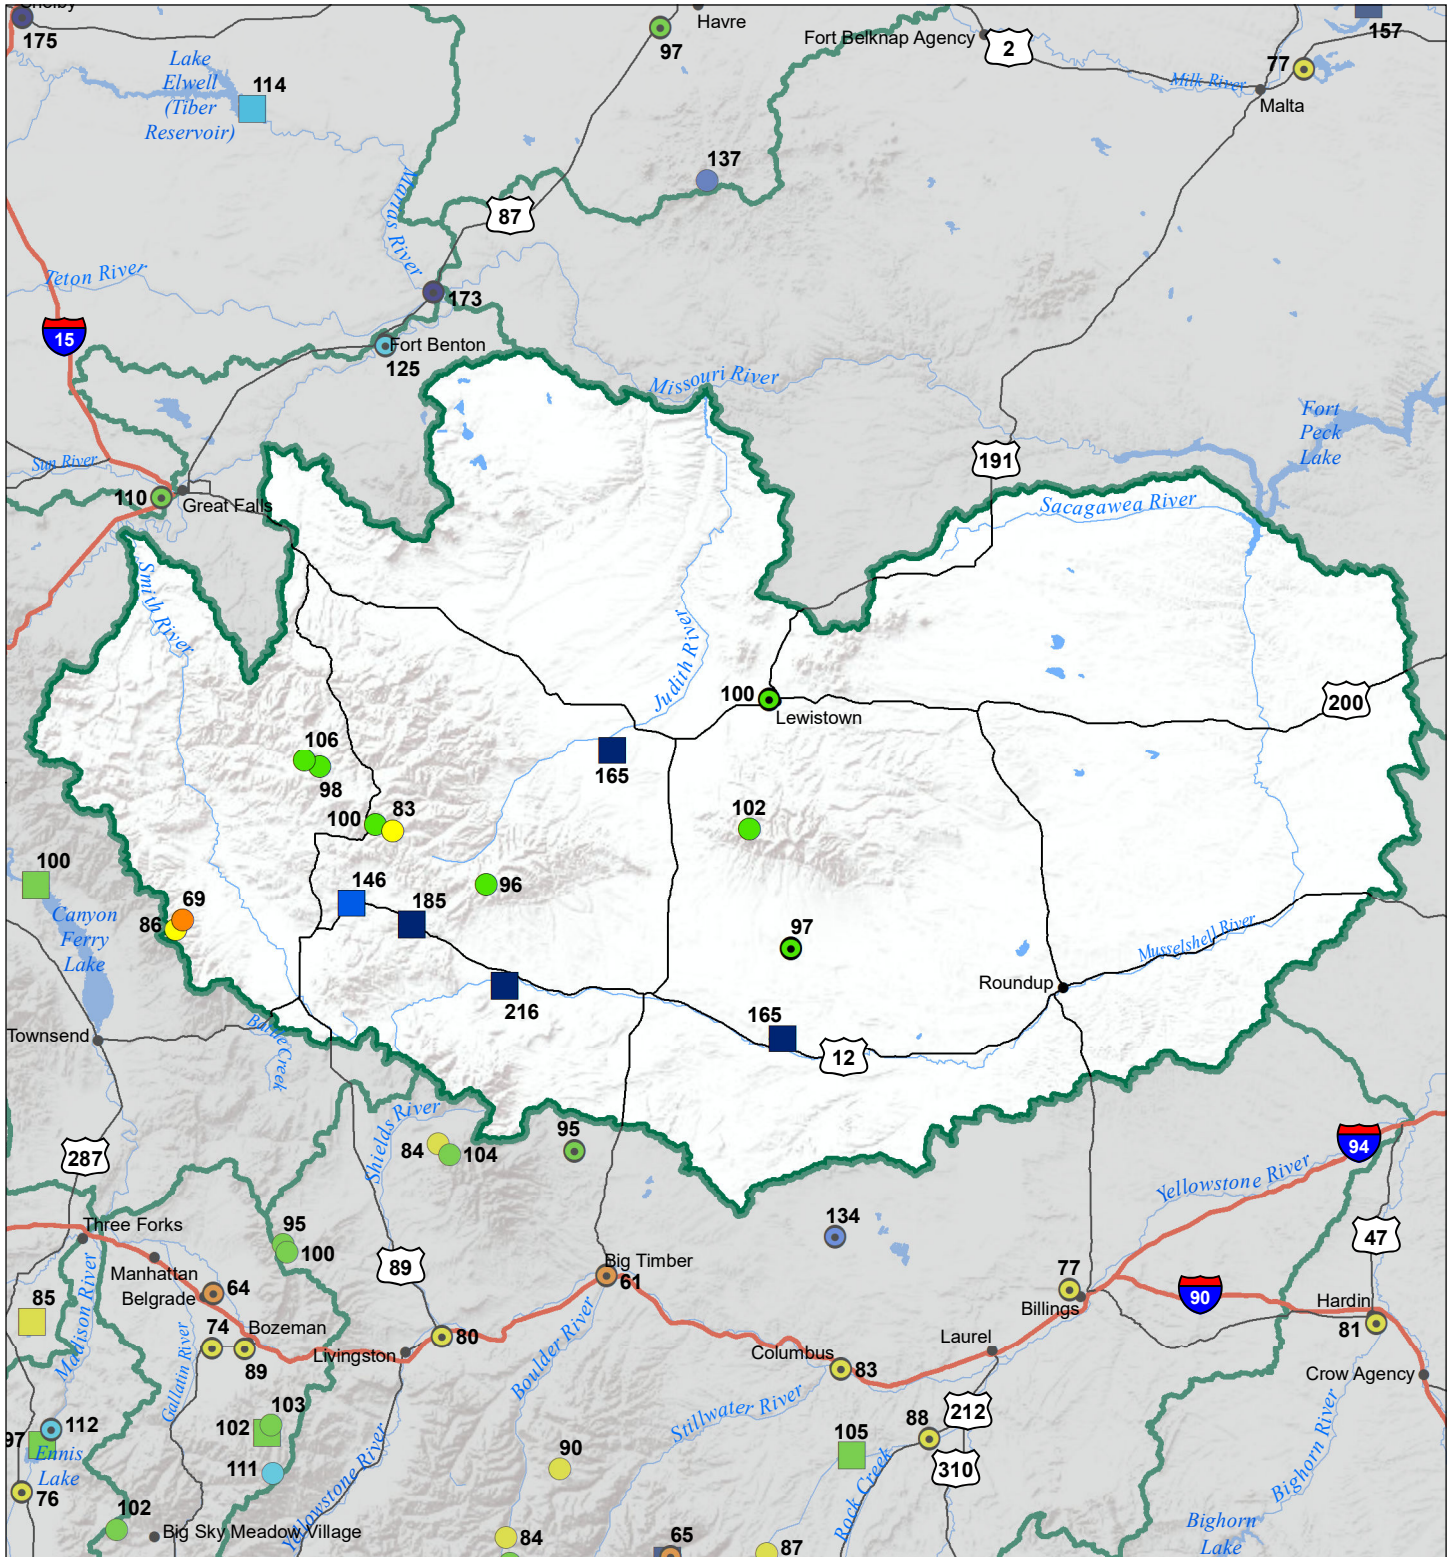 Shelby
175
Lake
Elwell
(Tiber
Reservoir)
114
97
Havre
Fort Belknap Agency
2
157
77
Milk River
Malta
137
Marias River
87
Teton River
173
15
Fort Benton
125
Missouri River
Fort
Peck
Lake
191
Sun River
110
Great Falls
Sacagawea River
Smith River
Judith River
100
Lewistown
200
106
98
165
100
83
102
100
Canyon
Ferry
Lake
146
185
96
69
86
97
Musselshell River
Roundup
216
165
12
Townsend
Battle Creek
Shields River
95
84
104
287
94
Yellowstone River
Three Forks
95
100
134
47
Manhattan
Belgrade
64
89
Big Timber
61
77
Billings
90
Hardin
81
85
Madison River
74
Bozeman
89
Gallatin River
80
Livingston
Boulder River
Columbus
83
Laurel
Crow Agency
Stillwater River
212
103
102
112
97
Ennis
Lake
111
90
105
88
310
Rock Creek
Bighorn River
76
102
Big Sky Meadow Village
Yellowstone River
84
65
87
Bighorn
Lake